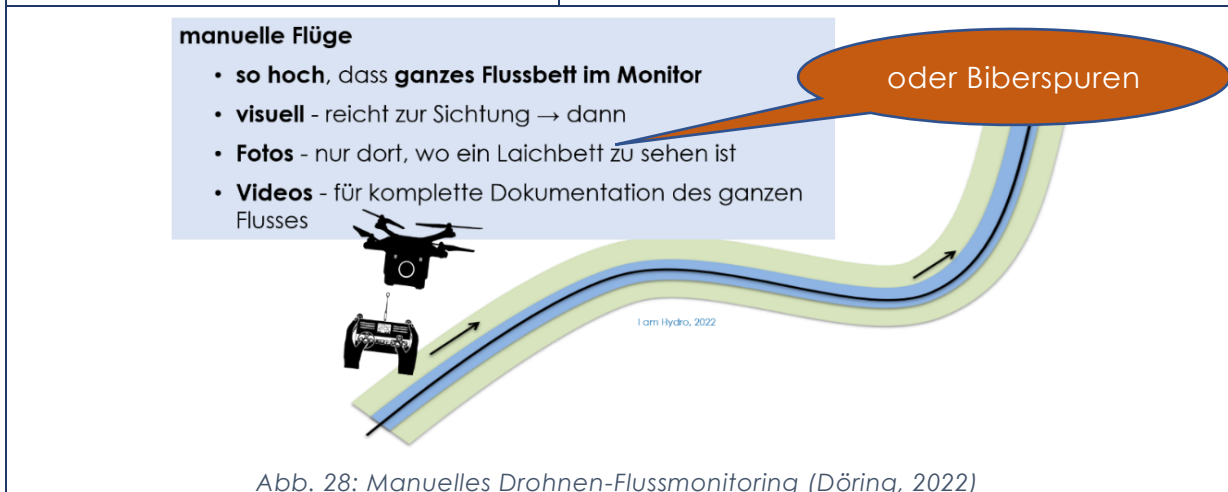 manuelle Flüge
• so hoch, dass ganzes Flussbett im Monitor
• visuell - reicht zur Sichtung → dann
• Fotos - nur dort, wo ein Laichbett zu sehen ist
• Videos - für komplette Dokumentation des ganzen
Flusses
oder Biberspuren
I am Hydro, 2022
Abb. 28: Manuelles Drohnen-Flussmonitoring (Döring, 2022)